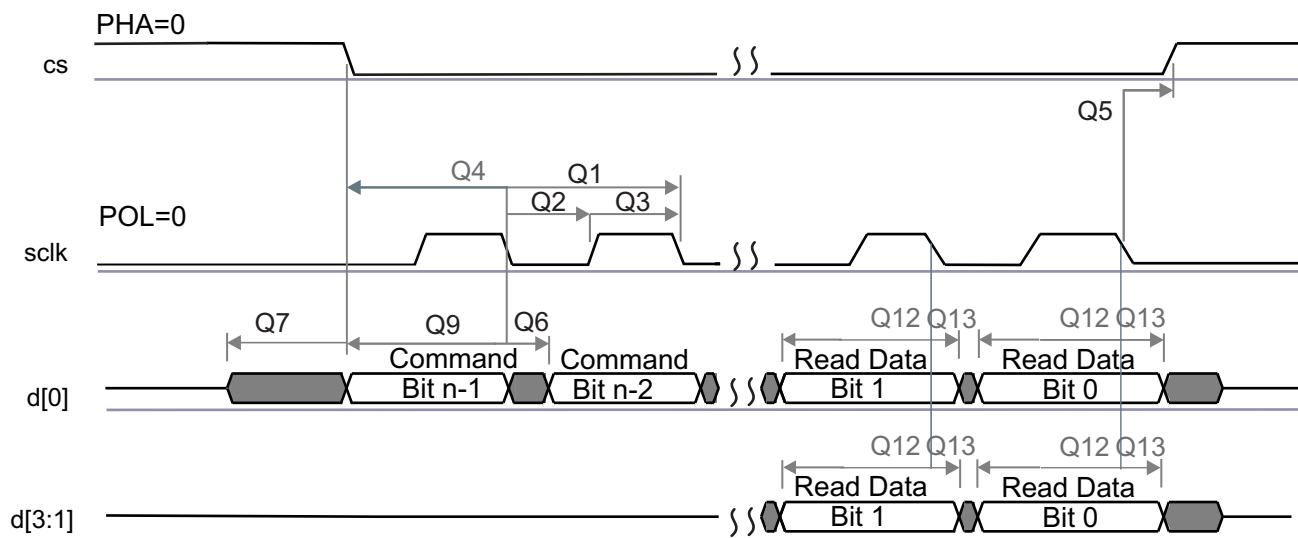 PHA=0
cs
Q5
Q4 Q1
Q2 Q3
POL=0
sclk
Q7 Q9 Q6 Q12 Q13 Q12 Q13
Command Command Read Data Read Data
d[0] Bit n-1 Bit n-2 Bit 1 Bit 0
Q12 Q13 Q12 Q13
Read Data Read Data
d[3:1] Bit 1 Bit 0